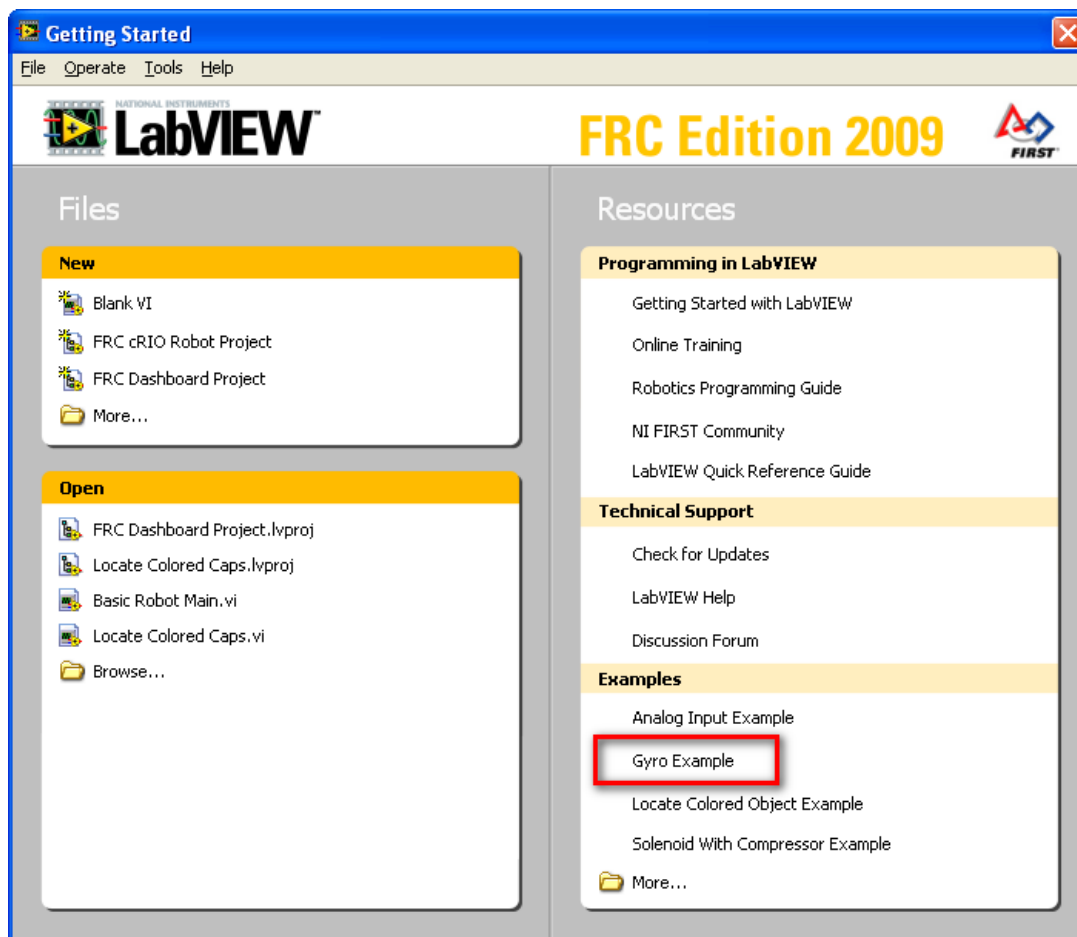 Getting Started
File Operate Tools Help
NATIONAL INSTRUMENTS
LabVIEW™
FRC Edition 2009
FIRST
Files
New
Blank VI
FRC cRIO Robot Project
FRC Dashboard Project
More...
Open
FRC Dashboard Project.lvproj
Locate Colored Caps.lvproj
Basic Robot Main.vi
Locate Colored Caps.vi
Browse...
Resources
Programming in LabVIEW
Getting Started with LabVIEW
Online Training
Robotics Programming Guide
NI FIRST Community
LabVIEW Quick Reference Guide
Technical Support
Check for Updates
LabVIEW Help
Discussion Forum
Examples
Analog Input Example
Gyro Example
Locate Colored Object Example
Solenoid With Compressor Example
More...